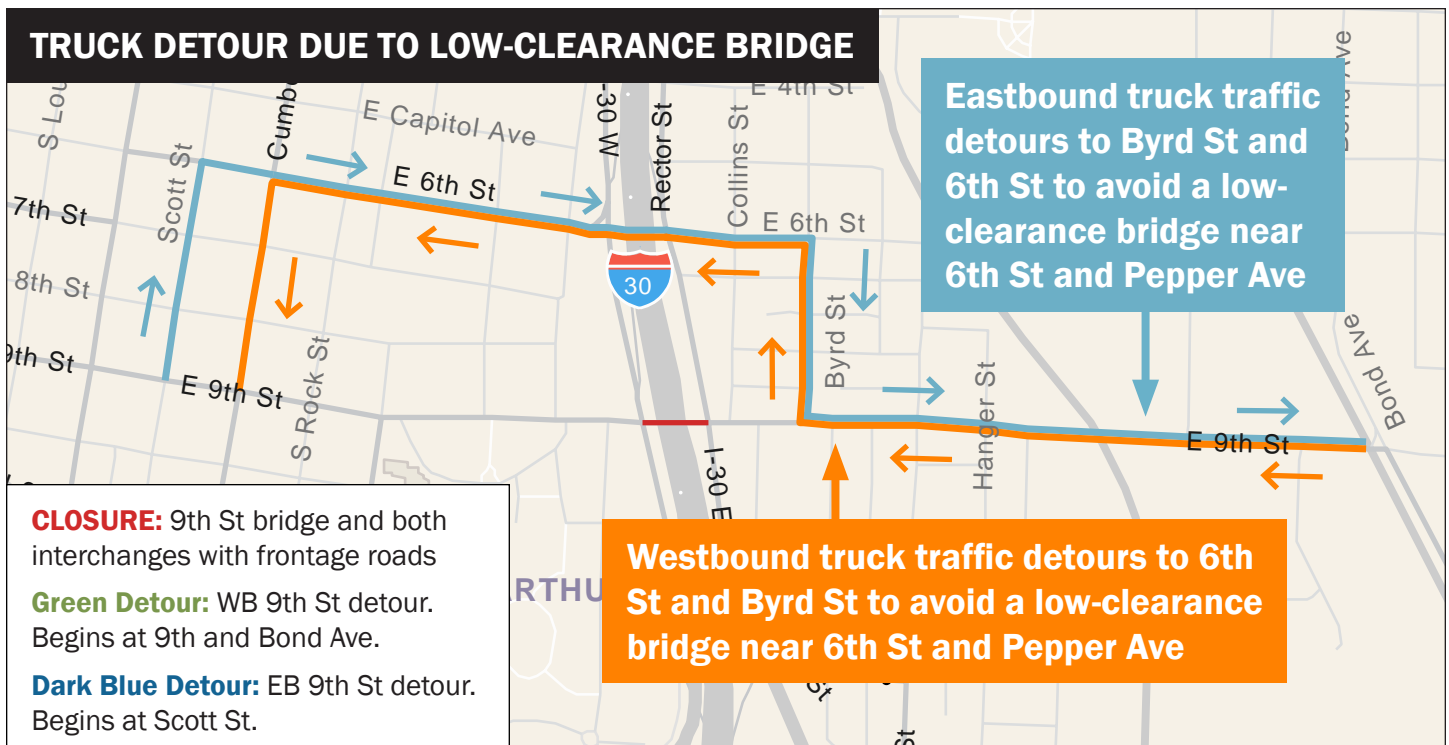 TRUCK DETOUR DUE TO LOW-CLEARANCE BRIDGE
Eastbound truck traffic
detours to Byrd St and
6th St to avoid a low-
clearance bridge near
6th St and Pepper Ave
S Lou
Scott St
Cumb
E Capitol Ave
-30 W
Rector St
Collins St
E 4th St
E 6th St
E 6th St
7th St
8th St
9th St
E 9th St
S Rock St
30
Byrd St
Hanger St
Bond Ave
E 9th St
I-30 E
ARTHU
Westbound truck traffic detours to 6th
St and Byrd St to avoid a low-clearance
bridge near 6th St and Pepper Ave
St
St
CLOSURE: 9th St bridge and both
interchanges with frontage roads
Green Detour: WB 9th St detour.
Begins at 9th and Bond Ave.
Dark Blue Detour: EB 9th St detour.
Begins at Scott St.